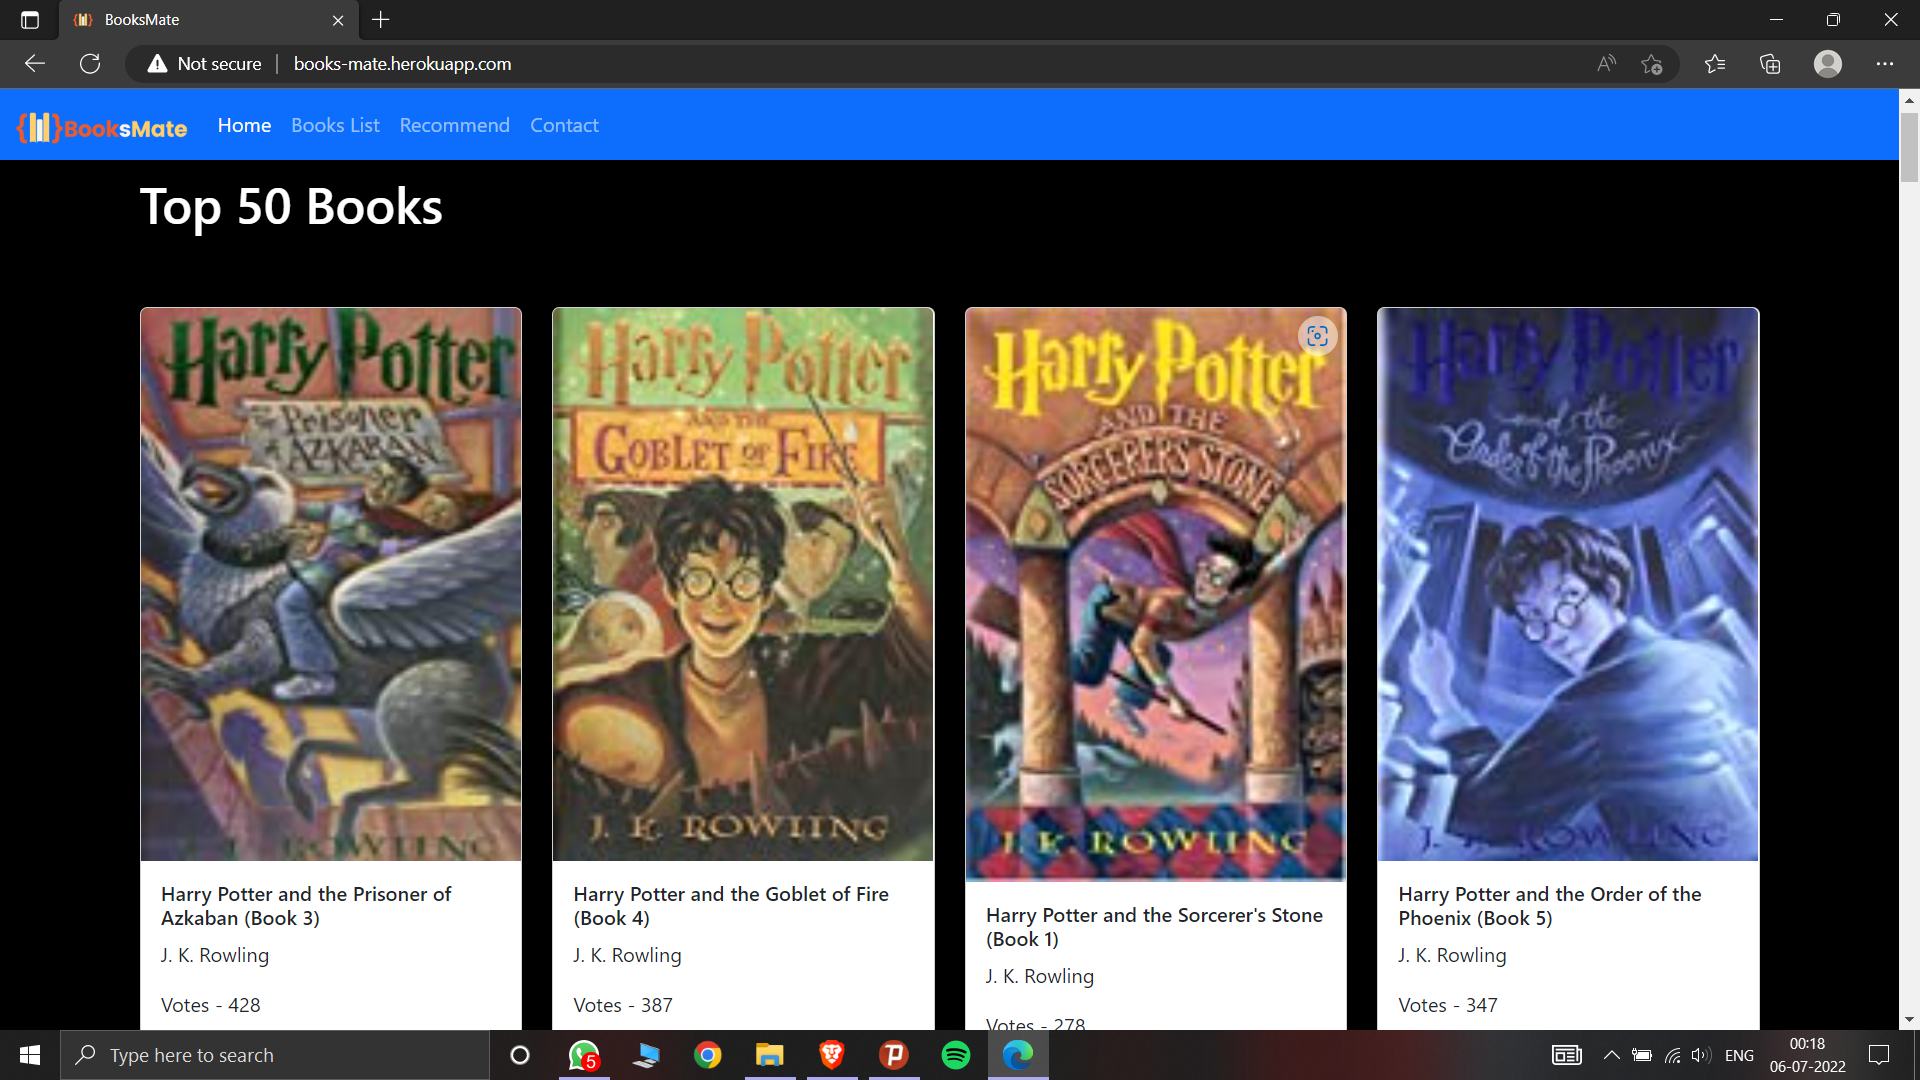 BooksMate
Not secure
books-mate.herokuapp.com
BooksMate
Home
Books List
Recommend
Contact
Top 50 Books
Harry Potter
and the
Prisoner
of AZKABAN
J. K. ROWLING
Harry Potter and the Prisoner of
Azkaban (Book 3)
J. K. Rowling
Votes - 428
Harry Potter
AND THE
GOBLET OF FIRE
J. K. ROWLING
Harry Potter and the Goblet of Fire
(Book 4)
J. K. Rowling
Votes - 387
Harry Potter
AND THE
SORCERER'S STONE
J. K. ROWLING
Harry Potter and the Sorcerer's Stone
(Book 1)
J. K. Rowling
Votes - 278
Harry Potter
and the
Order of the Phoenix
J. K. ROWLING
Harry Potter and the Order of the
Phoenix (Book 5)
J. K. Rowling
Votes - 347
Type here to search
5
ENG
00:18
06-07-2022